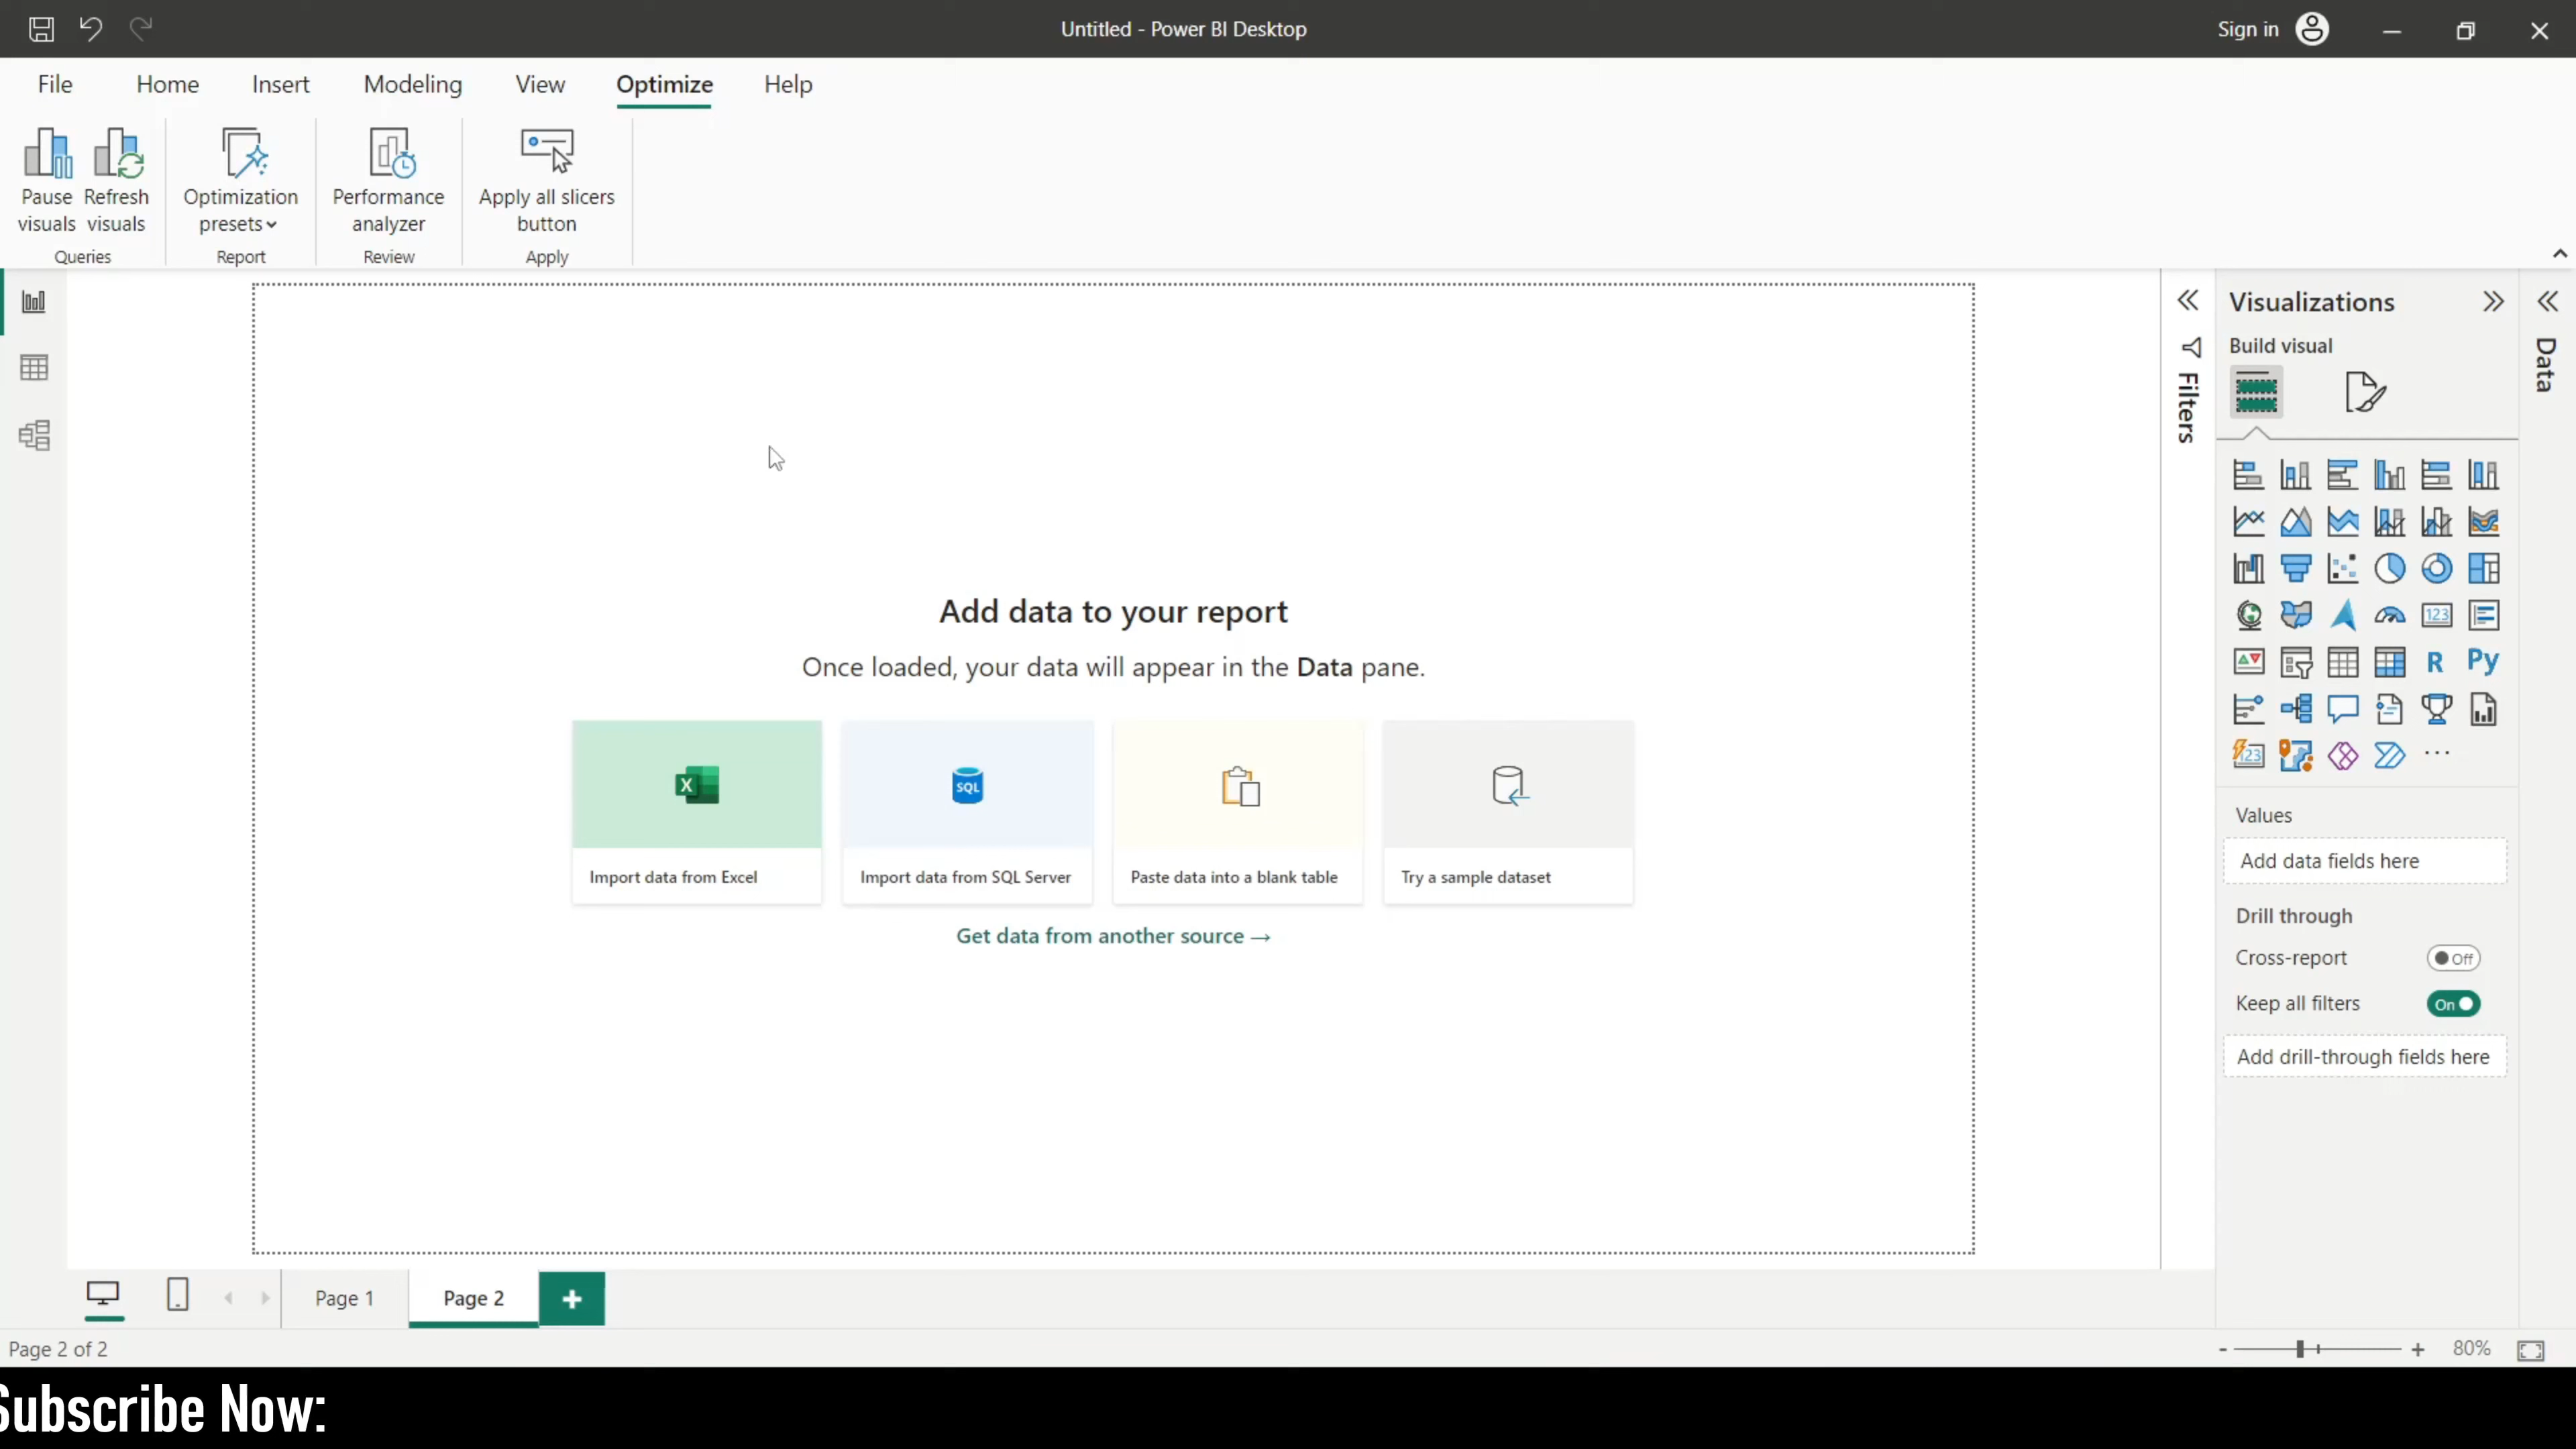 Untitled - Power BI Desktop
Sign in
File Home Insert Modeling View Optimize Help
Pause visuals
Refresh visuals
Optimization presets
Performance analyzer
Apply all slicers button
Queries Report Review Apply
Visualizations
Build visual
Filters
Data
Add data to your report
Once loaded, your data will appear in the Data pane.
X
SQL
Import data from Excel
Import data from SQL Server
Paste data into a blank table
Try a sample dataset
Get data from another source →
123
R Py
123
...
Values
Add data fields here
Drill through
Cross-report Off
Keep all filters On
Add drill-through fields here
Page 1
Page 2
+
Page 2 of 2
- + 80%
Subscribe Now: